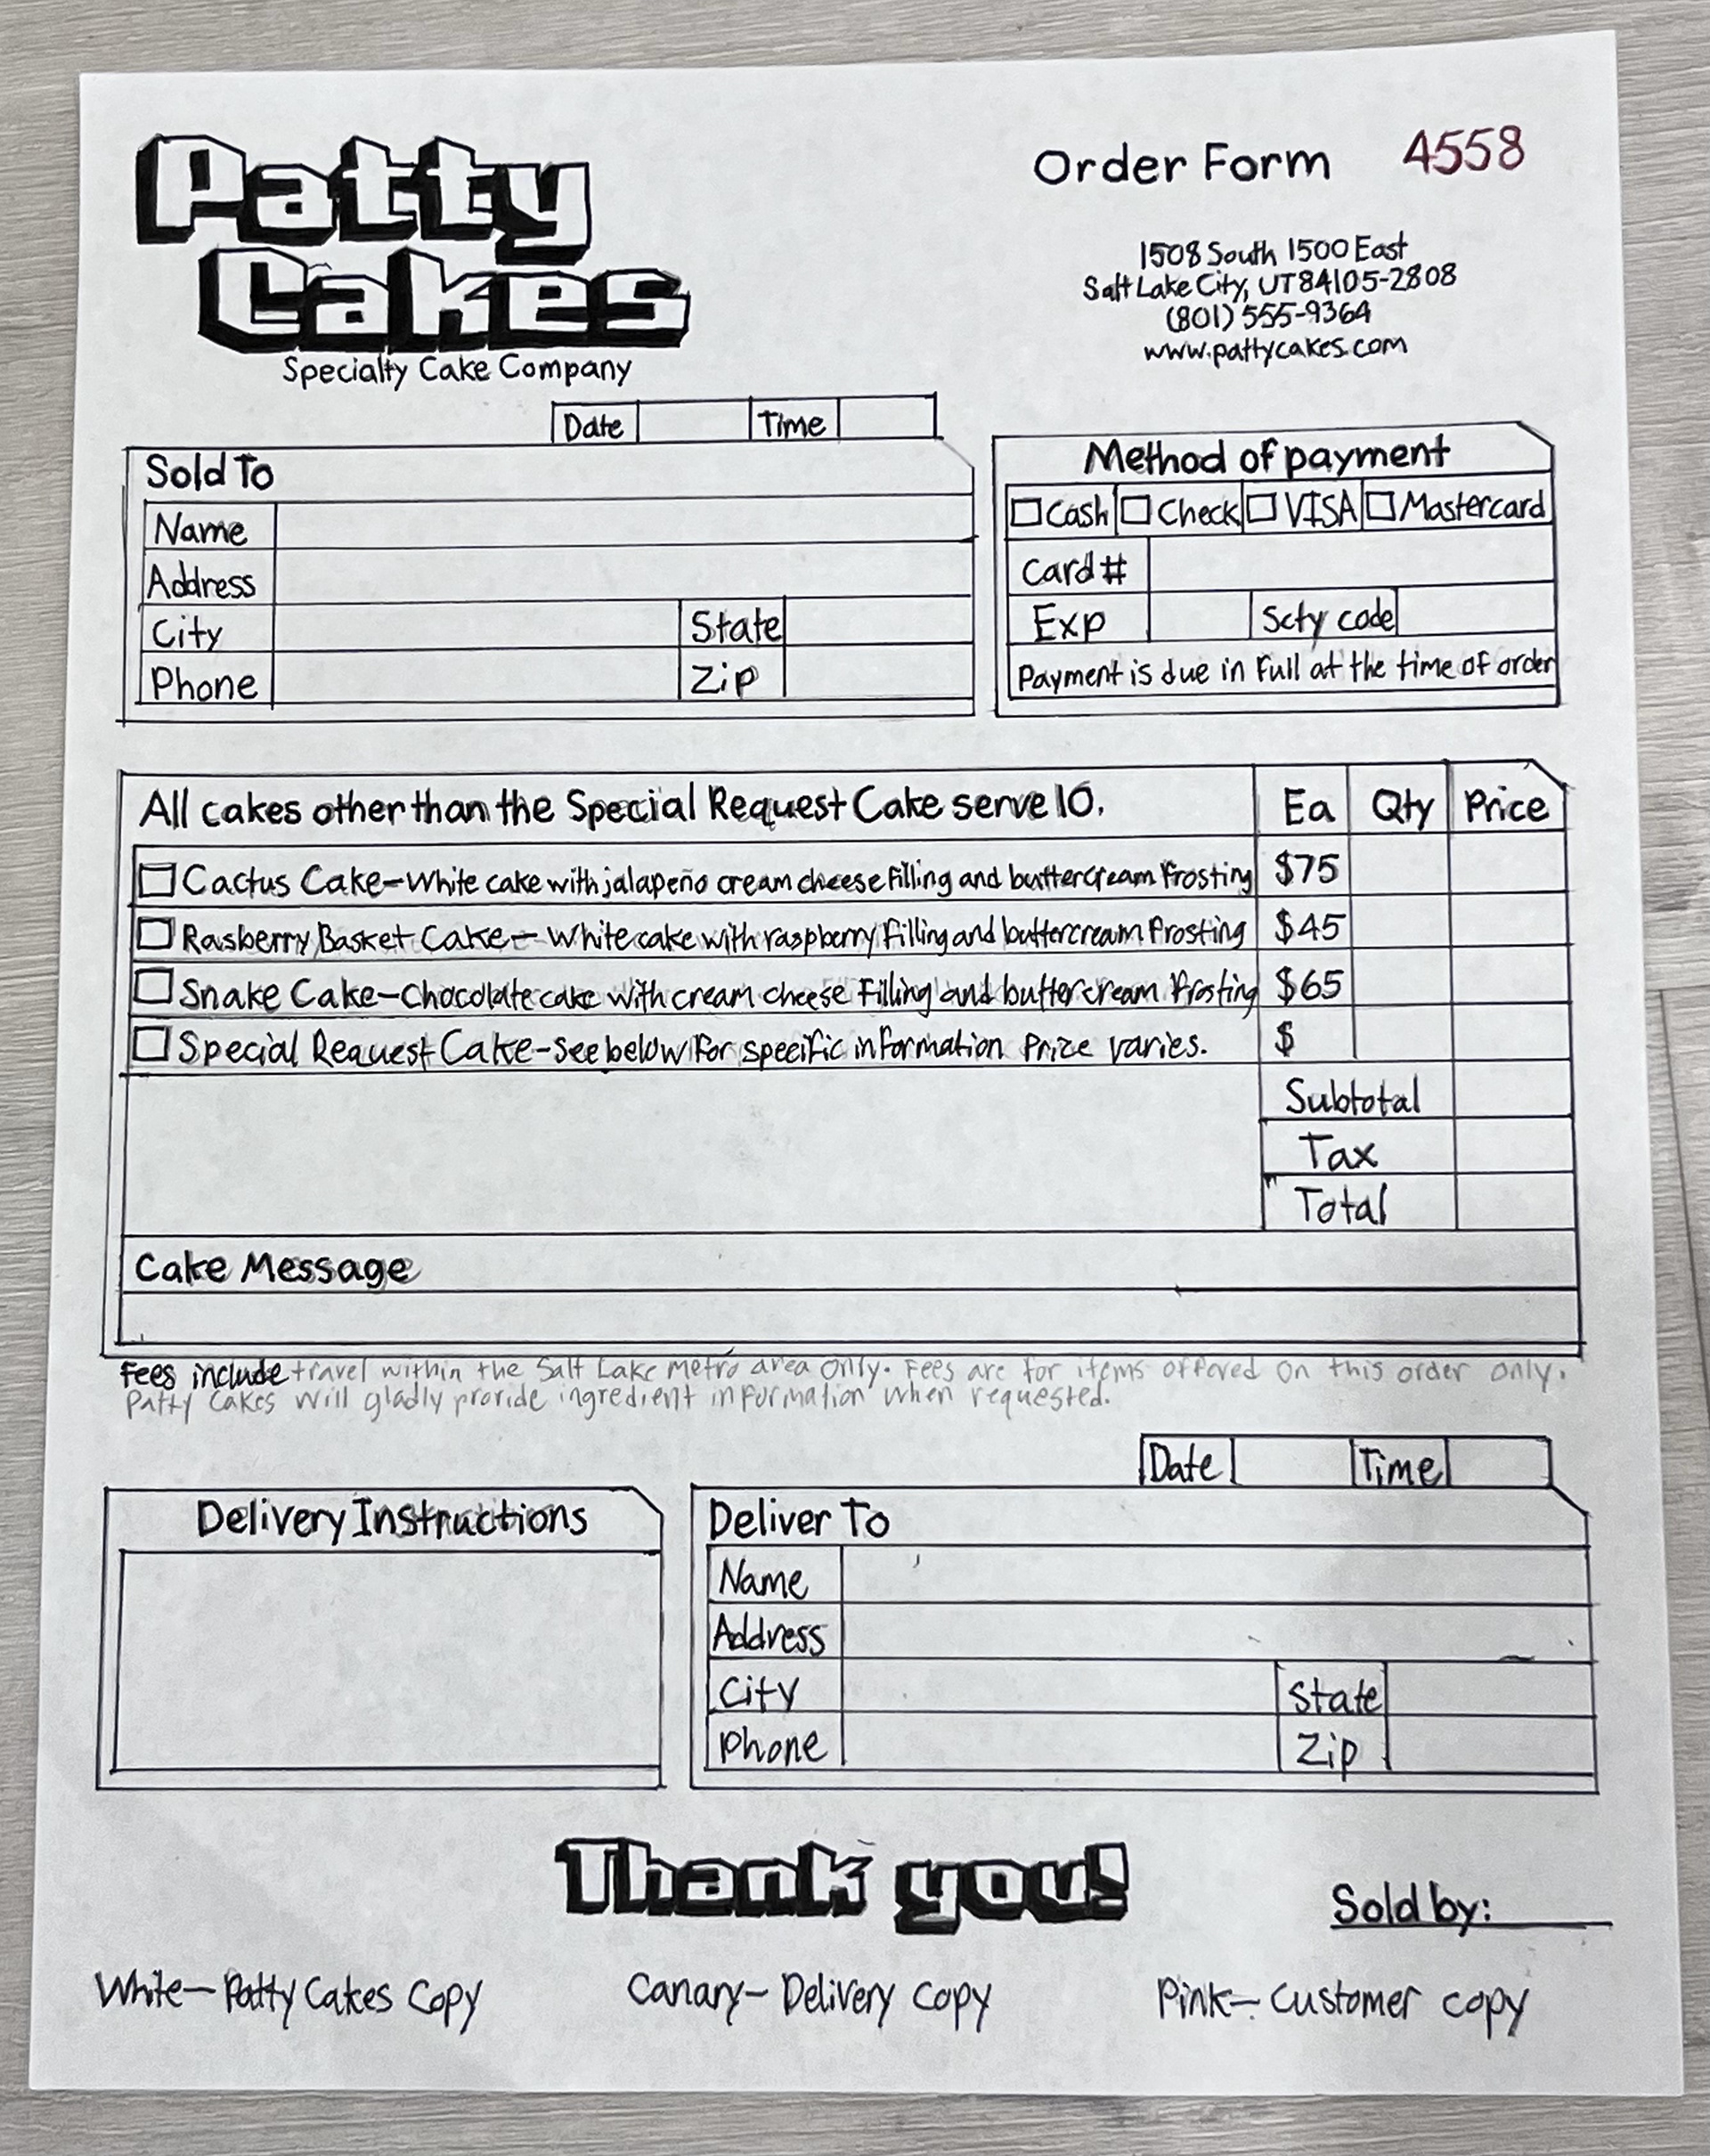 Patty
Cakes
Specialty Cake Company
Order Form 4558
1508 South 1500 East
Salt Lake City, UT 84105-2808
(801) 555-9364
www.pattycakes.com
Date Time
Sold To
Name
Address
City State
Phone Zip
Method of payment
Cash Check VISA Mastercard
Card #
Exp Scty code
Payment is due in full at the time of order
All cakes other than the Special Request Cake serve 10. Ea Qty Price
Cactus Cake-White cake with jalapeño cream cheese filling and buttercream frosting $75
Rasberry Basket Cake - White cake with raspberry filling and buttercream frosting $45
Snake Cake-Chocolate cake with cream cheese filling and buttercream frosting $65
Special Request Cake-See below for specific information Prize varies. $
Subtotal
Tax
Total
Cake Message
Fees include travel within the Salt Lake Metro area only. Fees are for items offered on this order only.
Patty Cakes will gladly provide ingredient information when requested.
Date Time
Delivery Instructions
Deliver To
Name
Address
City State
Phone Zip
Thank you!
Sold by:
White-Patty Cakes Copy Canary-Delivery Copy Pink-Customer copy